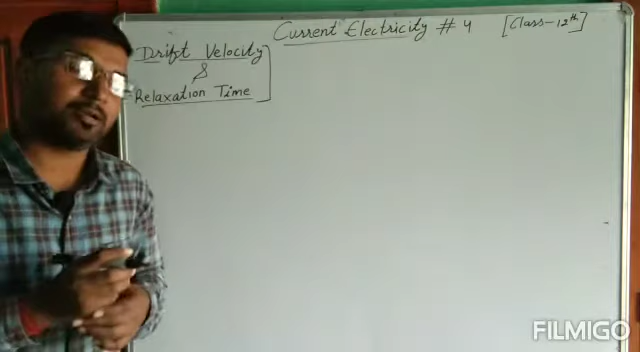 Current Electricity # 4 [Class-12th]
Drift Velocity
&
Relaxation Time
FILMIGO